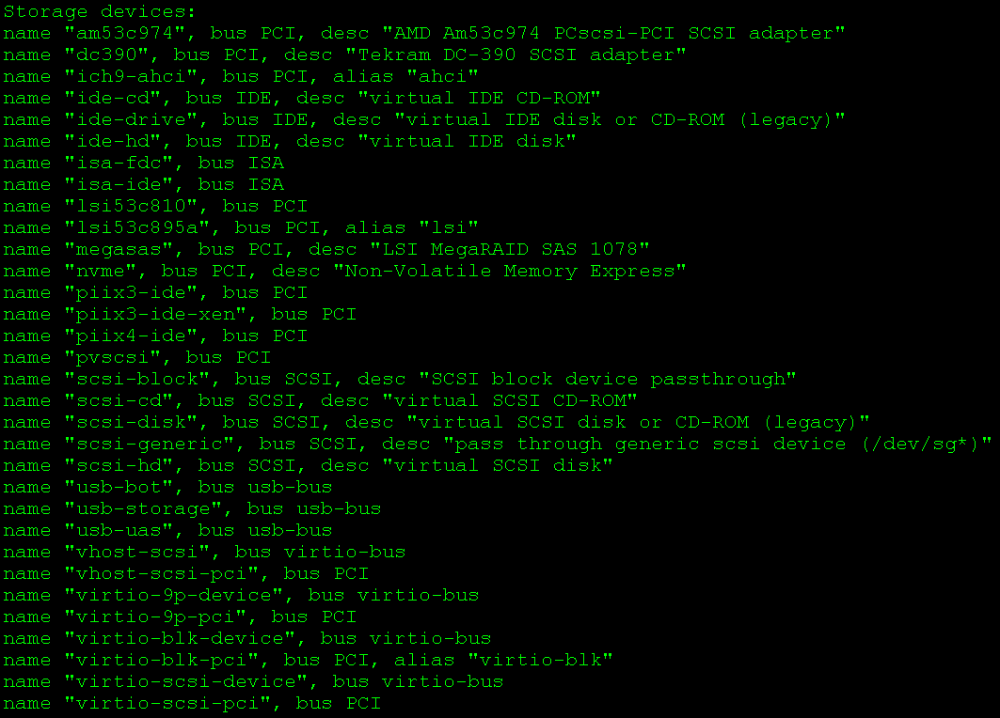 Storage devices:
name "am53c974", bus PCI, desc "AMD Am53c974 PCscsi-PCI SCSI adapter"
name "dc390", bus PCI, desc "Tekram DC-390 SCSI adapter"
name "ich9-ahci", bus PCI, alias "ahci"
name "ide-cd", bus IDE, desc "virtual IDE CD-ROM"
name "ide-drive", bus IDE, desc "virtual IDE disk or CD-ROM (legacy)"
name "ide-hd", bus IDE, desc "virtual IDE disk"
name "isa-fdc", bus ISA
name "isa-ide", bus ISA
name "lsi53c810", bus PCI
name "lsi53c895a", bus PCI, alias "lsi"
name "megasas", bus PCI, desc "LSI MegaRAID SAS 1078"
name "nvme", bus PCI, desc "Non-Volatile Memory Express"
name "piix3-ide", bus PCI
name "piix3-ide-xen", bus PCI
name "piix4-ide", bus PCI
name "pvscsi", bus PCI
name "scsi-block", bus SCSI, desc "SCSI block device passthrough"
name "scsi-cd", bus SCSI, desc "virtual SCSI CD-ROM"
name "scsi-disk", bus SCSI, desc "virtual SCSI disk or CD-ROM (legacy)"
name "scsi-generic", bus SCSI, desc "pass through generic scsi device (/dev/sg*)"
name "scsi-hd", bus SCSI, desc "virtual SCSI disk"
name "usb-bot", bus usb-bus
name "usb-storage", bus usb-bus
name "usb-uas", bus usb-bus
name "vhost-scsi", bus virtio-bus
name "vhost-scsi-pci", bus PCI
name "virtio-9p-device", bus virtio-bus
name "virtio-9p-pci", bus PCI
name "virtio-blk-device", bus virtio-bus
name "virtio-blk-pci", bus PCI, alias "virtio-blk"
name "virtio-scsi-device", bus virtio-bus
name "virtio-scsi-pci", bus PCI